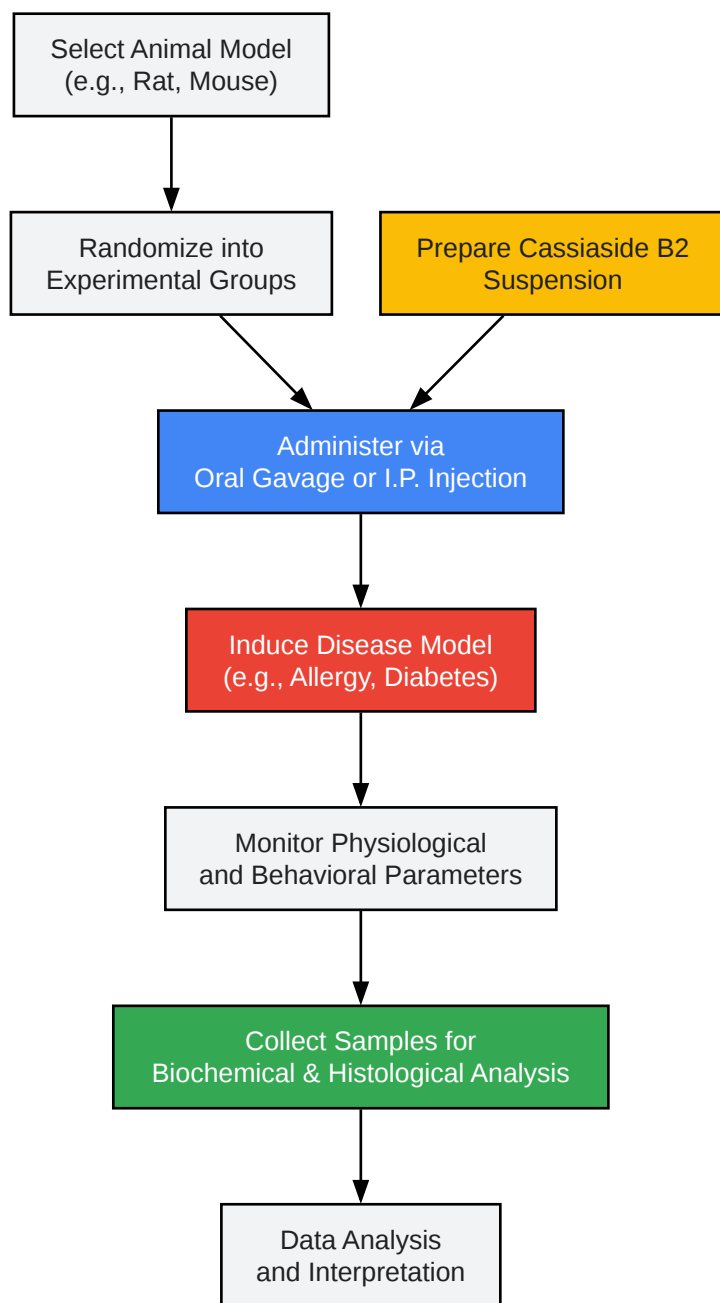 Select Animal Model
(e.g., Rat, Mouse)
Randomize into
Experimental Groups
Prepare Cassiaside B2
Suspension
Administer via
Oral Gavage or I.P. Injection
Induce Disease Model
(e.g., Allergy, Diabetes)
Monitor Physiological
and Behavioral Parameters
Collect Samples for
Biochemical & Histological Analysis
Data Analysis
and Interpretation